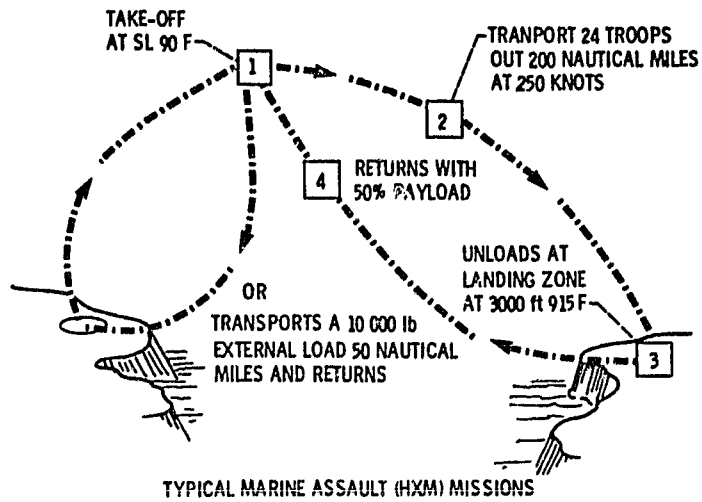 TAKE-OFF
AT SL 90 F
1
TRANPORT 24 TROOPS
OUT 200 NAUTICAL MILES
AT 250 KNOTS
2
4
RETURNS WITH
50% PAYLOAD
UNLOADS AT
LANDING ZONE
AT 3000 ft 915 F
3
OR
TRANSPORTS A 10 000 lb
EXTERNAL LOAD 50 NAUTICAL
MILES AND RETURNS
TYPICAL MARINE ASSAULT (HXM) MISSIONS